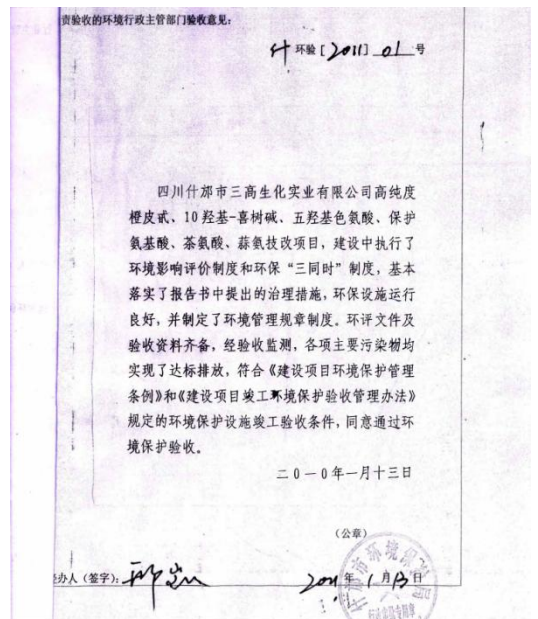 责验收的环境行政主管部门验收意见:
什 环验 [2011] 01 号
四川什邡市三高生化实业有限公司高纯度
橙皮甙、10 羟基-喜树碱、五羟基色氨酸、保护
氨基酸、茶氨酸、蒜氨技改项目, 建设中执行了
环境影响评价制度和环保“三同时”制度, 基本
落实了报告书中提出的治理措施, 环保设施运行
良好, 并制定了环境管理规章制度。环评文件及
验收资料齐备, 经验收监测, 各项主要污染物均
实现了达标排放, 符合《建设项目环境保护管理
条例》和《建设项目竣工环境保护验收管理办法》
规定的环境保护设施竣工验收条件, 同意通过环
境保护验收。
二0一0年一月十三日
(公章)
办人(签字):
2011 年 1 月 13 日
什邡市环境保局